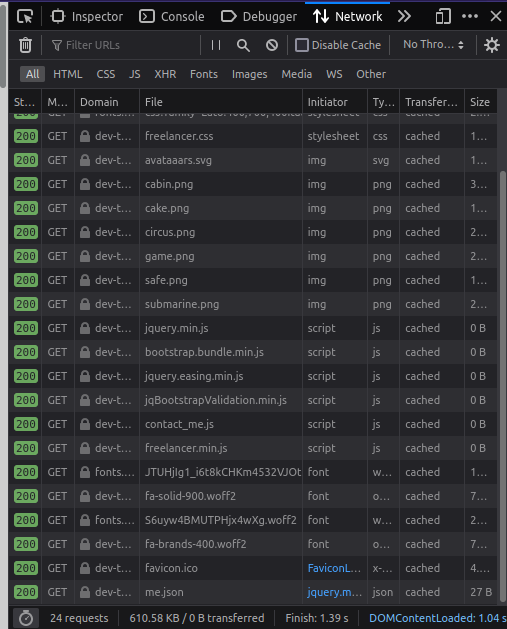 Inspector Console Debugger Network
Filter URLs Disable Cache No Thro...
All HTML CSS JS XHR Fonts Images Media WS Other
St... M... Domain File Initiator Ty... Transfer... Size
200 GET dev-t... freelancer.css stylesheet css cached 1...
200 GET dev-t... avataaars.svg img svg cached 1...
200 GET dev-t... cabin.png img png cached 3...
200 GET dev-t... cake.png img png cached 1...
200 GET dev-t... circus.png img png cached 2...
200 GET dev-t... game.png img png cached 2...
200 GET dev-t... safe.png img png cached 1...
200 GET dev-t... submarine.png img png cached 2...
200 GET dev-t... jquery.min.js script js cached 0 B
200 GET dev-t... bootstrap.bundle.min.js script js cached 0 B
200 GET dev-t... jquery.easing.min.js script js cached 0 B
200 GET dev-t... jqBootstrapValidation.min.js script js cached 0 B
200 GET dev-t... contact_me.js script js cached 0 B
200 GET dev-t... freelancer.min.js script js cached 0 B
200 GET fonts.... JTUHjIg1_i6t8kCHKm4532VJOt font w... cached 1...
200 GET dev-t... fa-solid-900.woff2 font o... cached 7...
200 GET fonts.... S6uyw4BMUTPHjx4wXg.woff2 font w... cached 2...
200 GET dev-t... fa-brands-400.woff2 font o... cached 7...
200 GET dev-t... favicon.ico FaviconL... x-... cached 4...
200 GET dev-t... me.json jquery.m... json cached 27 B
24 requests 610.58 KB / 0 B transferred Finish: 1.39 s DOMContentLoaded: 1.04 s